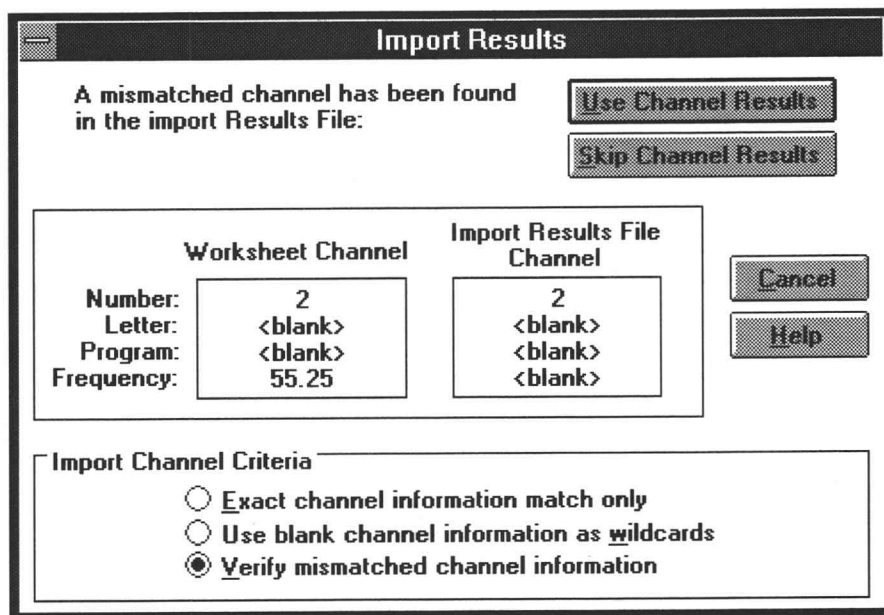 Import Results
A mismatched channel has been found
in the import Results File:
Use Channel Results
Skip Channel Results
Worksheet Channel
Import Results File
Channel
Number: 2 2
Letter: <blank> <blank>
Program: <blank> <blank>
Frequency: 55.25 <blank>
Cancel
Help
Import Channel Criteria
Exact channel information match only
Use blank channel information as wildcards
Verify mismatched channel information